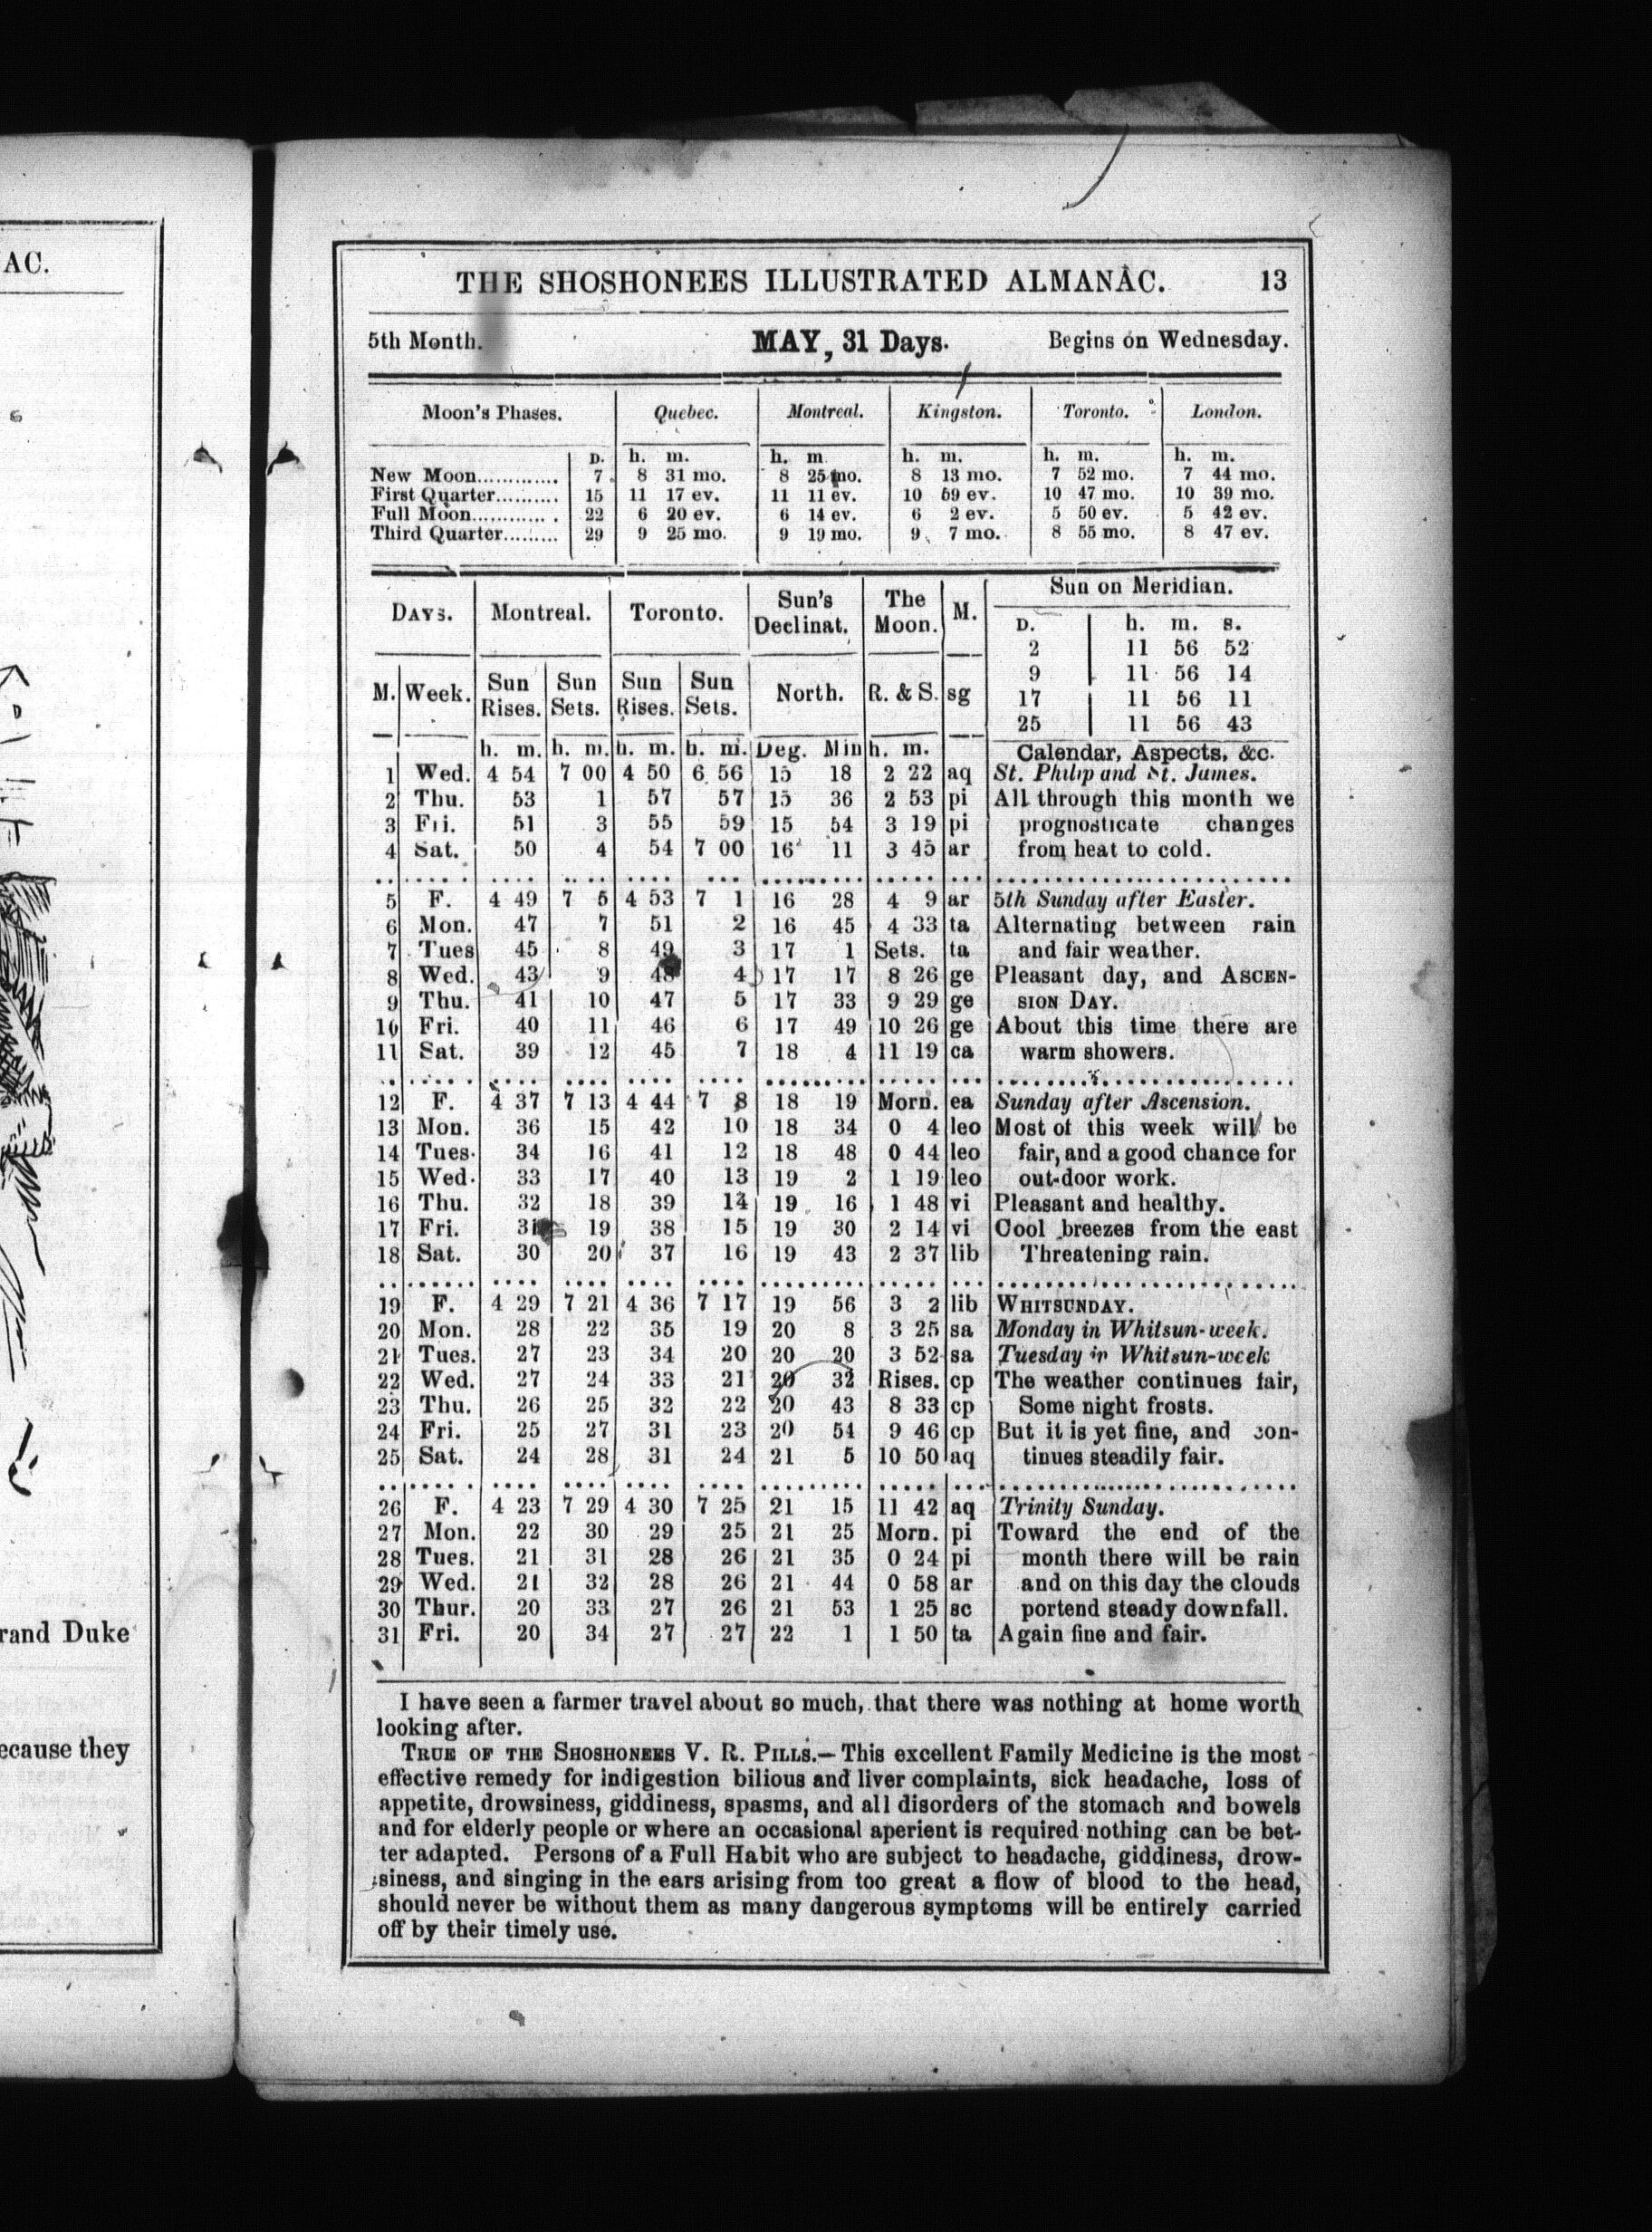 AC.
rand Duke
ecause they
THE SHOSHONEES ILLUSTRATED ALMANAC. 13
5th Month. MAY, 31 Days. Begins on Wednesday.
Moon's Phases. Quebec. Montreal. Kingston. Toronto. London.
D. h. m. h. m h. m. h. m. h. m.
New Moon............. 7 8 31 mo. 8 25 mo. 8 13 mo. 7 52 mo. 7 44 mo.
First Quarter.......... 15 11 17 ev. 11 11 ev. 10 59 ev. 10 47 mo. 10 39 mo.
Full Moon............. 22 6 20 ev. 6 14 ev. 6 2 ev. 5 50 ev. 5 42 ev.
Third Quarter......... 29 9 25 mo. 9 19 mo. 9 7 mo. 8 55 mo. 8 47 ev.
DAYS. Montreal. Toronto. Sun's Declinat. The Moon. M. Sun on Meridian.
D. h. m. s.
2 11 56 52
9 11 56 14
17 11 56 11
25 11 56 43
M. Week. Sun Rises. Sun Sets. Sun Rises. Sun Sets. North. R. & S. sg
h. m. h. m. h. m. h. m. Deg. Min h. m. Calendar, Aspects, &c.
1 Wed. 4 54 7 00 4 50 6 56 15 18 2 22 aq St. Philip and St. James.
2 Thu. 53 1 57 57 15 36 2 53 pi All through this month we
3 Fri. 51 3 55 59 15 54 3 19 pi prognosticate changes
4 Sat. 50 4 54 7 00 16 11 3 45 ar from heat to cold.
5 F. 4 49 7 5 4 53 7 1 16 28 4 9 ar 5th Sunday after Easter.
6 Mon. 47 7 51 2 16 45 4 33 ta Alternating between rain
7 Tues 45 8 49 3 17 1 Sets. ta and fair weather.
8 Wed. 43 9 48 4 17 17 8 26 ge Pleasant day, and ASCEN-
9 Thu. 41 10 47 5 17 33 9 29 ge SION DAY.
10 Fri. 40 11 46 6 17 49 10 26 ge About this time there are
11 Sat. 39 12 45 7 18 4 11 19 ca warm showers.
12 F. 4 37 7 13 4 44 7 8 18 19 Morn. ea Sunday after Ascension.
13 Mon. 36 15 42 10 18 34 0 4 leo Most of this week will be
14 Tues. 34 16 41 12 18 48 0 44 leo fair, and a good chance for
15 Wed. 33 17 40 13 19 2 1 19 leo out-door work.
16 Thu. 32 18 39 14 19 16 1 48 vi Pleasant and healthy.
17 Fri. 31 19 38 15 19 30 2 14 vi Cool breezes from the east
18 Sat. 30 20 37 16 19 43 2 37 lib Threatening rain.
19 F. 4 29 7 21 4 36 7 17 19 56 3 2 lib WHITSUNDAY.
20 Mon. 28 22 35 19 20 8 3 25 sa Monday in Whitsun-week.
21 Tues. 27 23 34 20 20 20 3 52 sa Tuesday in Whitsun-week
22 Wed. 27 24 33 21 20 32 Rises. cp The weather continues fair,
23 Thu. 26 25 32 22 20 43 8 33 cp Some night frosts.
24 Fri. 25 27 31 23 20 54 9 46 cp But it is yet fine, and con-
25 Sat. 24 28 31 24 21 5 10 50 aq tinues steadily fair.
26 F. 4 23 7 29 4 30 7 25 21 15 11 42 aq Trinity Sunday.
27 Mon. 22 30 29 25 21 25 Morn. pi Toward the end of the
28 Tues. 21 31 28 26 21 35 0 24 pi month there will be rain
29 Wed. 21 32 28 26 21 44 0 58 ar and on this day the clouds
30 Thur. 20 33 27 26 21 53 1 25 sc portend steady downfall.
31 Fri. 20 34 27 27 22 1 1 50 ta Again fine and fair.
I have seen a farmer travel about so much, that there was nothing at home worth
looking after.
TRUE OF THE SHOSHONEES V. R. PILLS.—This excellent Family Medicine is the most
effective remedy for indigestion bilious and liver complaints, sick headache, loss of
appetite, drowsiness, giddiness, spasms, and all disorders of the stomach and bowels
and for elderly people or where an occasional aperient is required nothing can be bet-
ter adapted. Persons of a Full Habit who are subject to headache, giddiness, drow-
siness, and singing in the ears arising from too great a flow of blood to the head,
should never be without them as many dangerous symptoms will be entirely carried
off by their timely use.